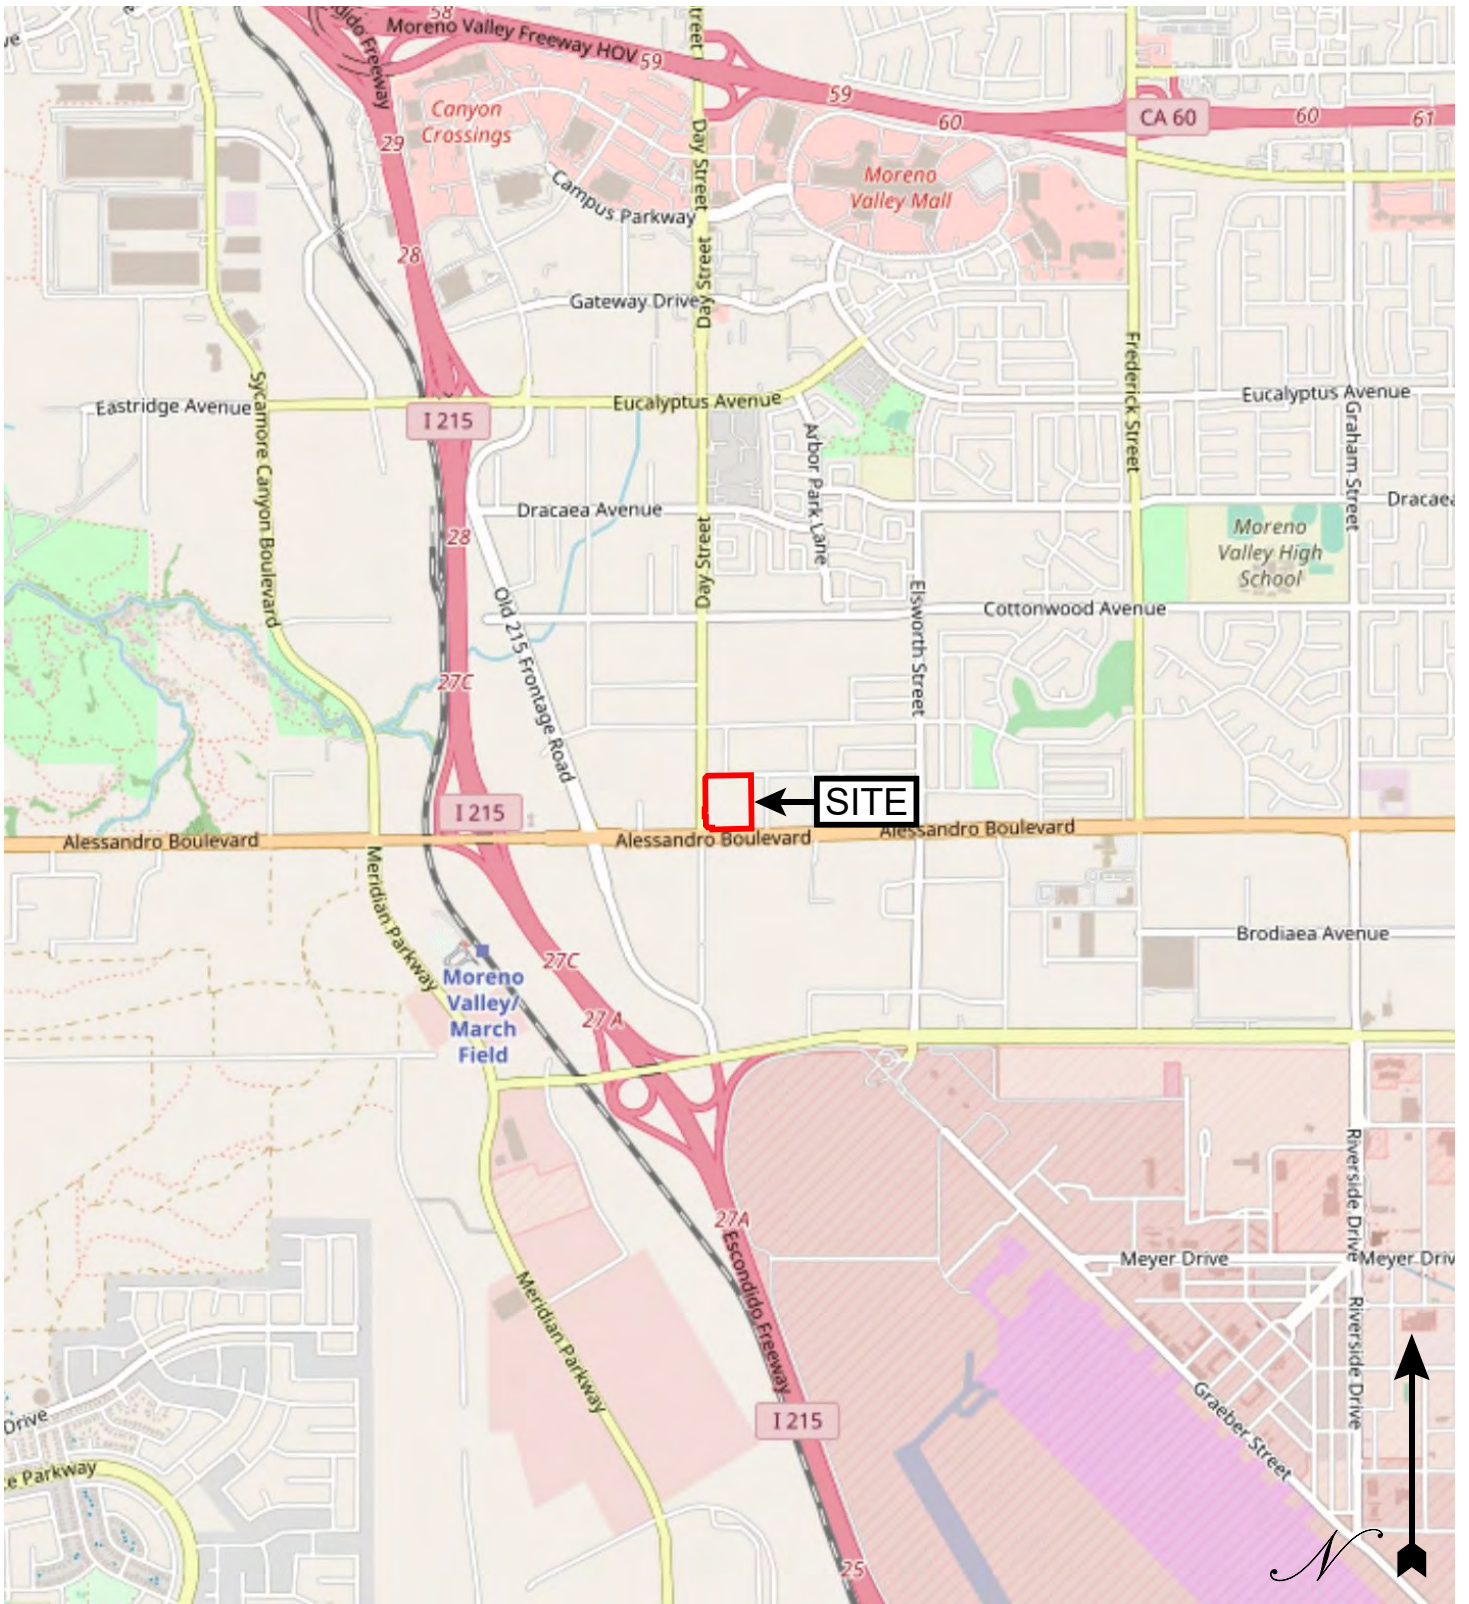 58
Moreno Valley Freeway HOV
59
59
60
CA 60
60
61
Canyon
Crossings
29
Day Street
Moreno
Valley Mall
Campus Parkway
28
Day Street
Gateway Drive
Frederick Street
Sycamore Canyon Boulevard
Eastridge Avenue
I 215
Eucalyptus Avenue
Eucalyptus Avenue
Graham Street
Arbor Park Lane
Dracaea Avenue
28
Day Street
Moreno
Valley High
School
Old 215 Frontage Road
Elsworth Street
Cottonwood Avenue
27C
I 215
SITE
Alessandro Boulevard
Alessandro Boulevard
Alessandro Boulevard
Meridian Parkway
Brodiaea Avenue
27C
Moreno
Valley/
March
Field
27 A
Riverside Drive
27A
Escondido Freeway
Meyer Drive
Meyer Driv
Meridian Parkway
Riverside Drive
Graeber Street
I 215
Drive
e Parkway
25
N